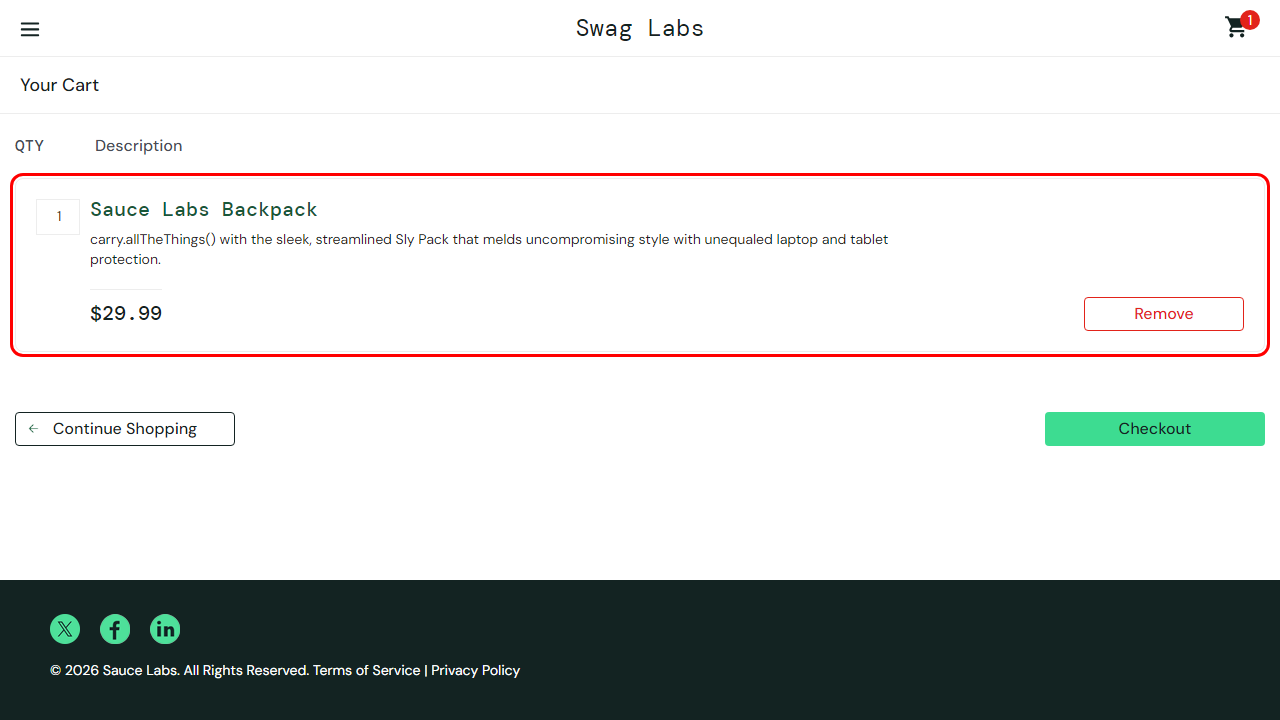 Swag Labs
1
Your Cart
QTY Description
1
Sauce Labs Backpack
carry.allTheThings() with the sleek, streamlined Sly Pack that melds uncompromising style with unequaled laptop and tablet
protection.
$29.99
Remove
Continue Shopping
Checkout
© 2026 Sauce Labs. All Rights Reserved. Terms of Service | Privacy Policy